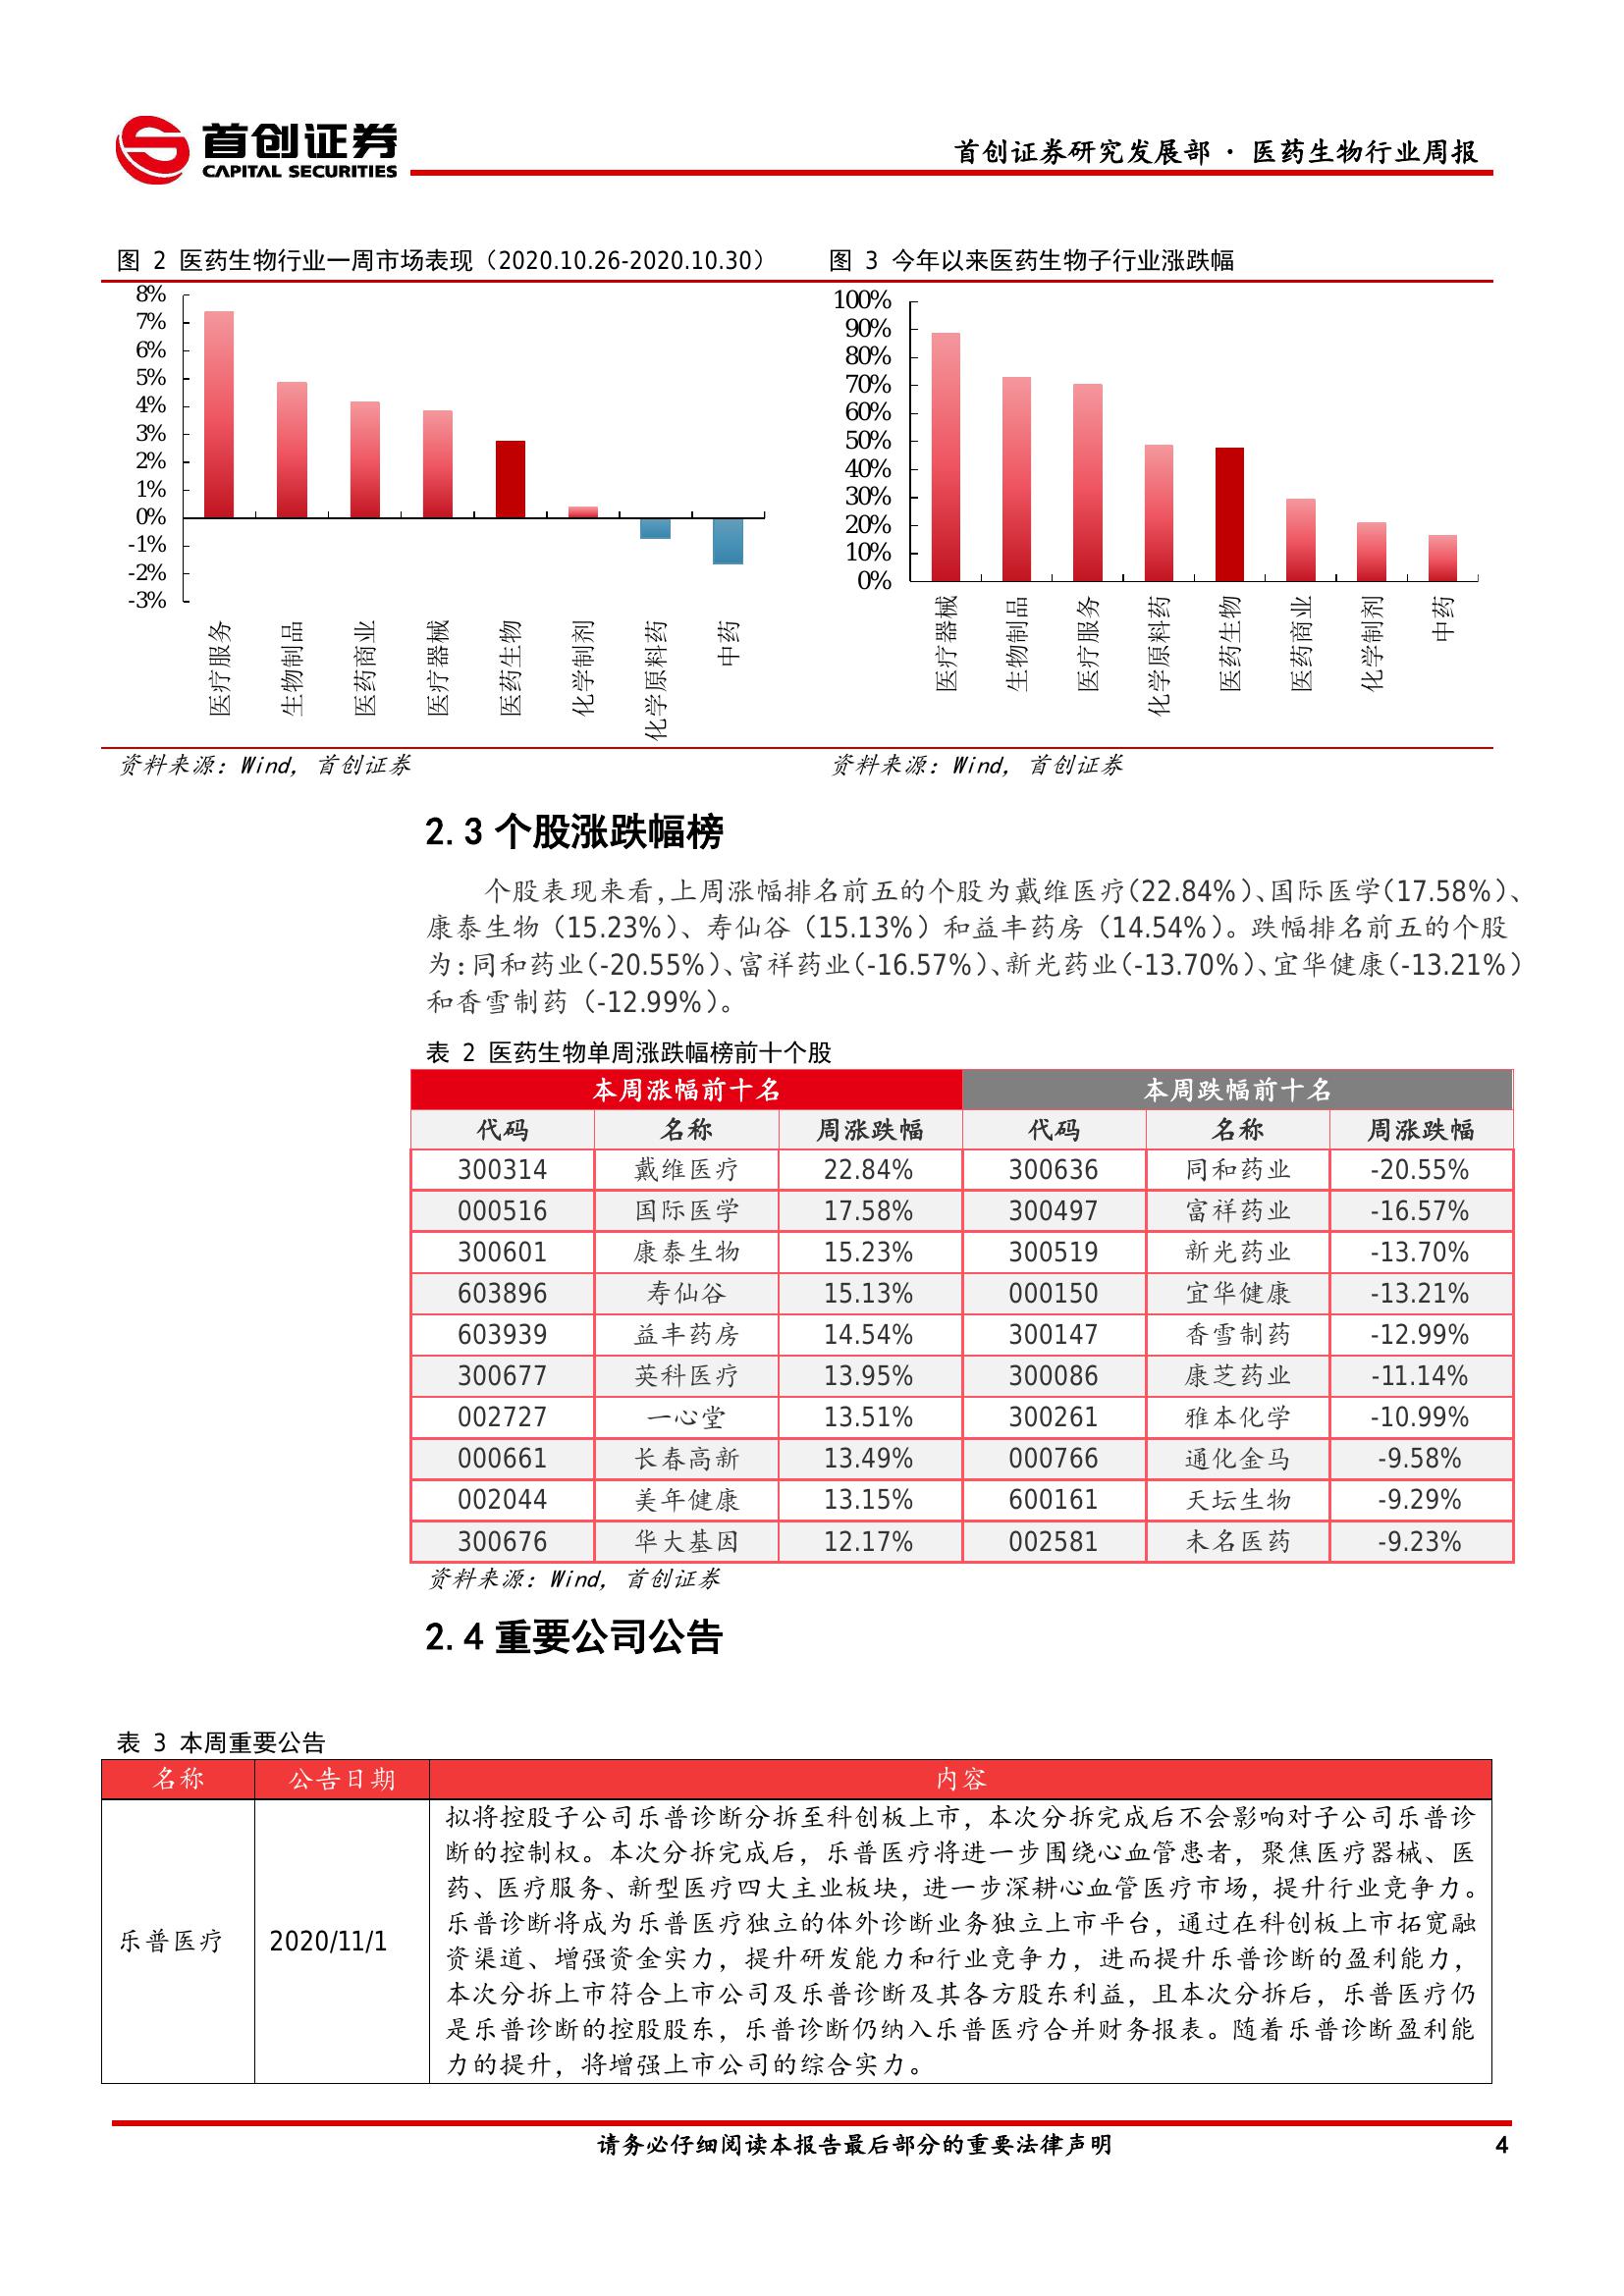 首创证券
CAPITAL SECURITIES
首创证券研究发展部 · 医药生物行业周报
图 2 医药生物行业一周市场表现（2020.10.26-2020.10.30）
8%
7%
6%
5%
4%
3%
2%
1%
0%
-1%
-2%
-3%
医疗服务
生物制品
医药商业
医疗器械
医药生物
化学制剂
化学原料药
中药
资料来源：Wind, 首创证券
图 3 今年以来医药生物子行业涨跌幅
100%
90%
80%
70%
60%
50%
40%
30%
20%
10%
0%
医疗器械
生物制品
医疗服务
化学原料药
医药生物
医药商业
化学制剂
中药
资料来源：Wind, 首创证券
2.3 个股涨跌幅榜
个股表现来看，上周涨幅排名前五的个股为戴维医疗（22.84%）、国际医学（17.58%）、
康泰生物（15.23%）、寿仙谷（15.13%）和益丰药房（14.54%）。跌幅排名前五的个股
为：同和药业（-20.55%）、富祥药业（-16.57%）、新光药业（-13.70%）、宜华健康（-13.21%）
和香雪制药（-12.99%）。
表 2 医药生物单周涨跌幅榜前十个股
本周涨幅前十名 本周跌幅前十名
代码 名称 周涨跌幅 代码 名称 周涨跌幅
300314 戴维医疗 22.84% 300636 同和药业 -20.55%
000516 国际医学 17.58% 300497 富祥药业 -16.57%
300601 康泰生物 15.23% 300519 新光药业 -13.70%
603896 寿仙谷 15.13% 000150 宜华健康 -13.21%
603939 益丰药房 14.54% 300147 香雪制药 -12.99%
300677 英科医疗 13.95% 300086 康芝药业 -11.14%
002727 一心堂 13.51% 300261 雅本化学 -10.99%
000661 长春高新 13.49% 000766 通化金马 -9.58%
002044 美年健康 13.15% 600161 天坛生物 -9.29%
300676 华大基因 12.17% 002581 未名医药 -9.23%
资料来源：Wind, 首创证券
2.4 重要公司公告
表 3 本周重要公告
名称 公告日期 内容
乐普医疗 2020/11/1
拟将控股子公司乐普诊断分拆至科创板上市，本次分拆完成后不会影响对子公司乐普诊
断的控制权。本次分拆完成后，乐普医疗将进一步围绕心血管患者，聚焦医疗器械、医
药、医疗服务、新型医疗四大主业板块，进一步深耕心血管医疗市场，提升行业竞争力。
乐普诊断将成为乐普医疗独立的体外诊断业务独立上市平台，通过在科创板上市拓宽融
资渠道、增强资金实力，提升研发能力和行业竞争力，进而提升乐普诊断的盈利能力，
本次分拆上市符合上市公司及乐普诊断及其各方股东利益，且本次分拆后，乐普医疗仍
是乐普诊断的控股股东，乐普诊断仍纳入乐普医疗合并财务报表。随着乐普诊断盈利能
力的提升，将增强上市公司的综合实力。
请务必仔细阅读本报告最后部分的重要法律声明 4